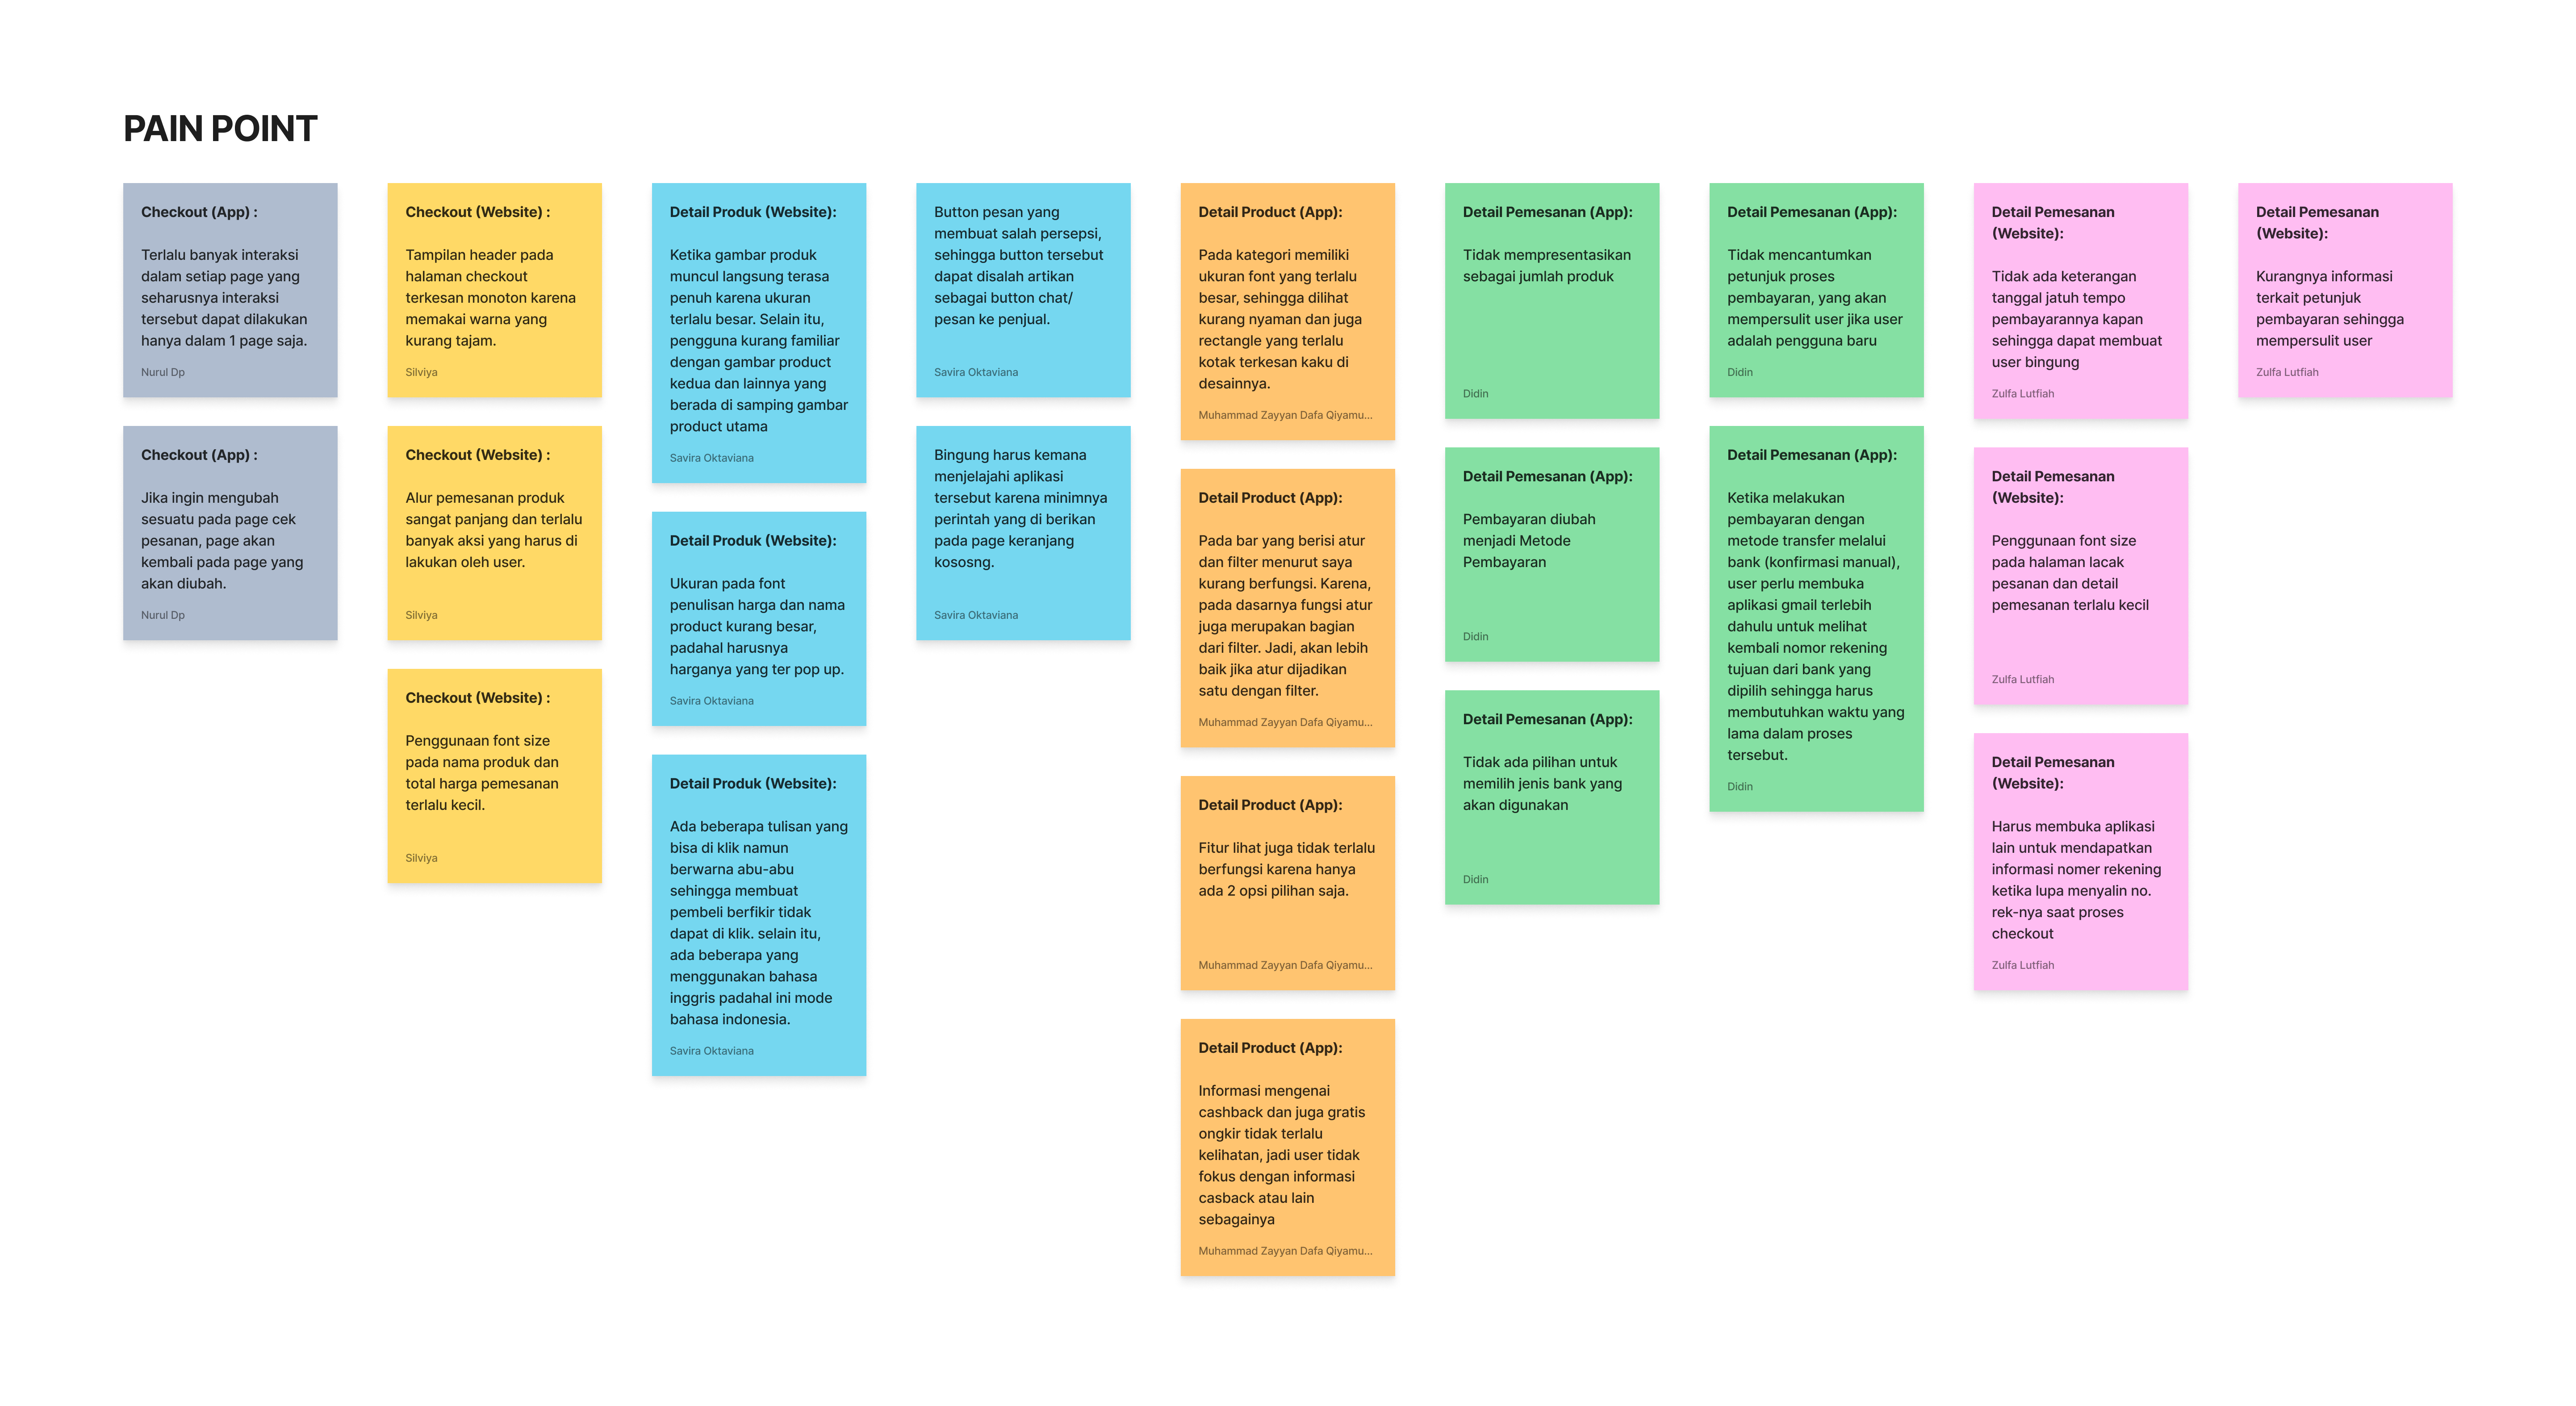 PAIN POINT
Checkout (App) :
Terlalu banyak interaksi
dalam setiap page yang
seharusnya interaksi
tersebut dapat dilakukan
hanya dalam 1 page saja.
Nurul Dp
Checkout (App) :
Jika ingin mengubah
sesuatu pada page cek
pesanan, page akan
kembali pada page yang
akan diubah.
Nurul Dp
Checkout (Website) :
Tampilan header pada
halaman checkout
terkesan monoton karena
memakai warna yang
kurang tajam.
Silviya
Checkout (Website) :
Alur pemesanan produk
sangat panjang dan terlalu
banyak aksi yang harus di
lakukan oleh user.
Silviya
Checkout (Website) :
Penggunaan font size
pada nama produk dan
total harga pemesanan
terlalu kecil.
Silviya
Detail Produk (Website):
Ketika gambar produk
muncul langsung terasa
penuh karena ukuran
terlalu besar. Selain itu,
pengguna kurang familiar
dengan gambar product
kedua dan lainnya yang
berada di samping gambar
product utama
Savira Oktaviana
Detail Produk (Website):
Ukuran pada font
penulisan harga dan nama
product kurang besar,
padahal harusnya
harganya yang ter pop up.
Savira Oktaviana
Detail Produk (Website):
Ada beberapa tulisan yang
bisa di klik namun
berwarna abu-abu
sehingga membuat
pembeli berfikir tidak
dapat di klik. selain itu,
ada beberapa yang
menggunakan bahasa
inggris padahal ini mode
bahasa indonesia.
Savira Oktaviana
Button pesan yang
membuat salah persepsi,
sehingga button tersebut
dapat disalah artikan
sebagai button chat/
pesan ke penjual.
Savira Oktaviana
Bingung harus kemana
menjelajahi aplikasi
tersebut karena minimnya
perintah yang di berikan
pada page keranjang
kososng.
Savira Oktaviana
Detail Product (App):
Pada kategori memiliki
ukuran font yang terlalu
besar, sehingga dilihat
kurang nyaman dan juga
rectangle yang terlalu
kotak terkesan kaku di
desainnya.
Muhammad Zayyan Dafa Qiyamu...
Detail Product (App):
Pada bar yang berisi atur
dan filter menurut saya
kurang berfungsi. Karena,
pada dasarnya fungsi atur
juga merupakan bagian
dari filter. Jadi, akan lebih
baik jika atur dijadikan
satu dengan filter.
Muhammad Zayyan Dafa Qiyamu...
Detail Product (App):
Fitur lihat juga tidak terlalu
berfungsi karena hanya
ada 2 opsi pilihan saja.
Muhammad Zayyan Dafa Qiyamu...
Detail Product (App):
Informasi mengenai
cashback dan juga gratis
ongkir tidak terlalu
kelihatan, jadi user tidak
fokus dengan informasi
casback atau lain
sebagainya
Muhammad Zayyan Dafa Qiyamu...
Detail Pemesanan (App):
Tidak mempresentasikan
sebagai jumlah produk
Didin
Detail Pemesanan (App):
Pembayaran diubah
menjadi Metode
Pembayaran
Didin
Detail Pemesanan (App):
Tidak ada pilihan untuk
memilih jenis bank yang
akan digunakan
Didin
Detail Pemesanan (App):
Tidak mencantumkan
petunjuk proses
pembayaran, yang akan
mempersulit user jika user
adalah pengguna baru
Didin
Detail Pemesanan (App):
Ketika melakukan
pembayaran dengan
metode transfer melalui
bank (konfirmasi manual),
user perlu membuka
aplikasi gmail terlebih
dahulu untuk melihat
kembali nomor rekening
tujuan dari bank yang
dipilih sehingga harus
membutuhkan waktu yang
lama dalam proses
tersebut.
Didin
Detail Pemesanan
(Website):
Tidak ada keterangan
tanggal jatuh tempo
pembayarannya kapan
sehingga dapat membuat
user bingung
Zulfa Lutfiah
Detail Pemesanan
(Website):
Penggunaan font size
pada halaman lacak
pesanan dan detail
pemesanan terlalu kecil
Zulfa Lutfiah
Detail Pemesanan
(Website):
Harus membuka aplikasi
lain untuk mendapatkan
informasi nomer rekening
ketika lupa menyalin no.
rek-nya saat proses
checkout
Zulfa Lutfiah
Detail Pemesanan
(Website):
Kurangnya informasi
terkait petunjuk
pembayaran sehingga
mempersulit user
Zulfa Lutfiah